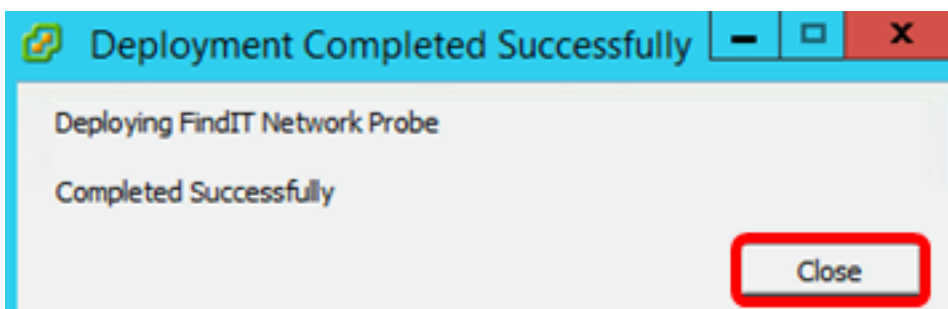 Deployment Completed Successfully
Deploying FindIT Network Probe
Completed Successfully
Close